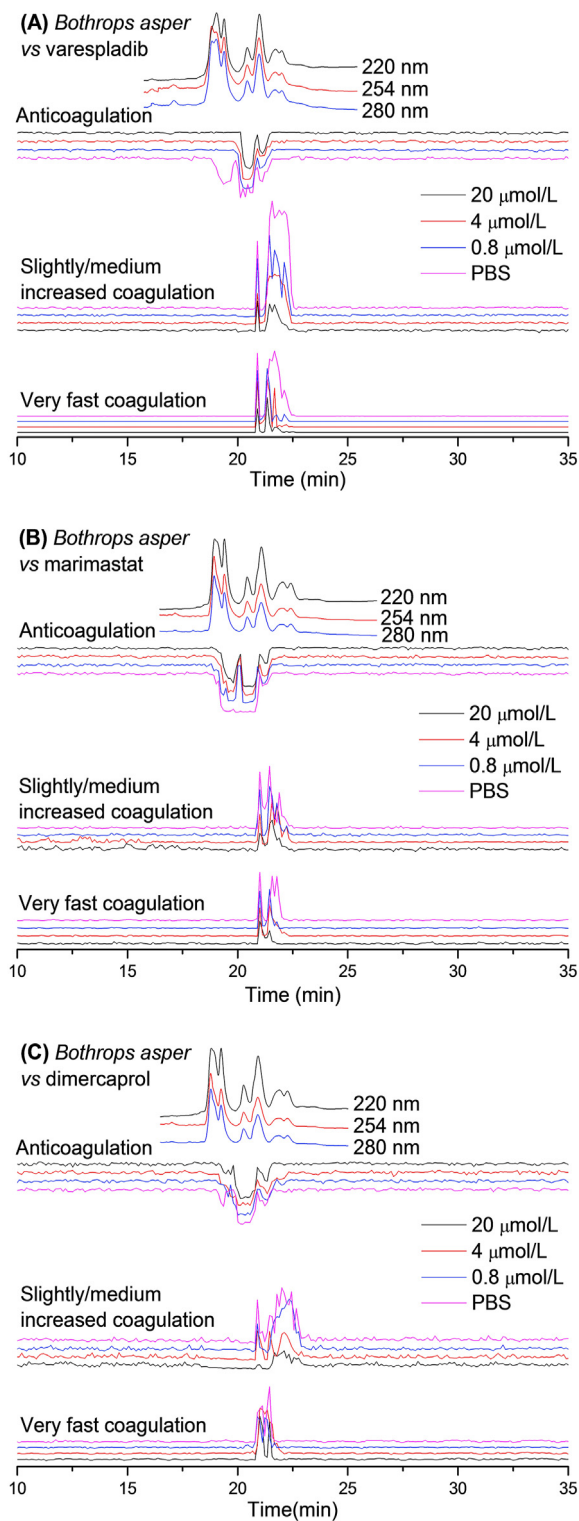 (A) Bothrops asper
vs varespladib
220 nm
254 nm
280 nm
Anticoagulation
20 μmol/L
4 μmol/L
0.8 μmol/L
PBS
Slightly/medium
increased coagulation
Very fast coagulation
10 15 20 25 30 35
Time (min)
(B) Bothrops asper
vs marimastat
220 nm
254 nm
280 nm
Anticoagulation
20 μmol/L
4 μmol/L
0.8 μmol/L
PBS
Slightly/medium
increased coagulation
Very fast coagulation
10 15 20 25 30 35
Time (min)
(C) Bothrops asper
vs dimercaprol
220 nm
254 nm
280 nm
Anticoagulation
20 μmol/L
4 μmol/L
0.8 μmol/L
PBS
Slightly/medium
increased coagulation
Very fast coagulation
10 15 20 25 30 35
Time(min)